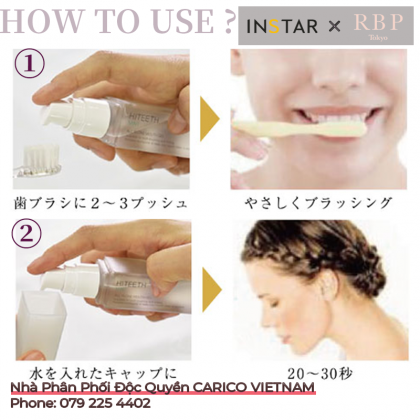 HOW TO USE ?
INSTAR × RBP
Tokyo
1
HITEETH
歯ブラシに２〜３プッシュ
やさしくブラッシング
2
HITEETH
水を入れたキャップに
20〜30秒
Nhà Phân Phối Độc Quyền CARICO VIETNAM
Phone: 079 225 4402